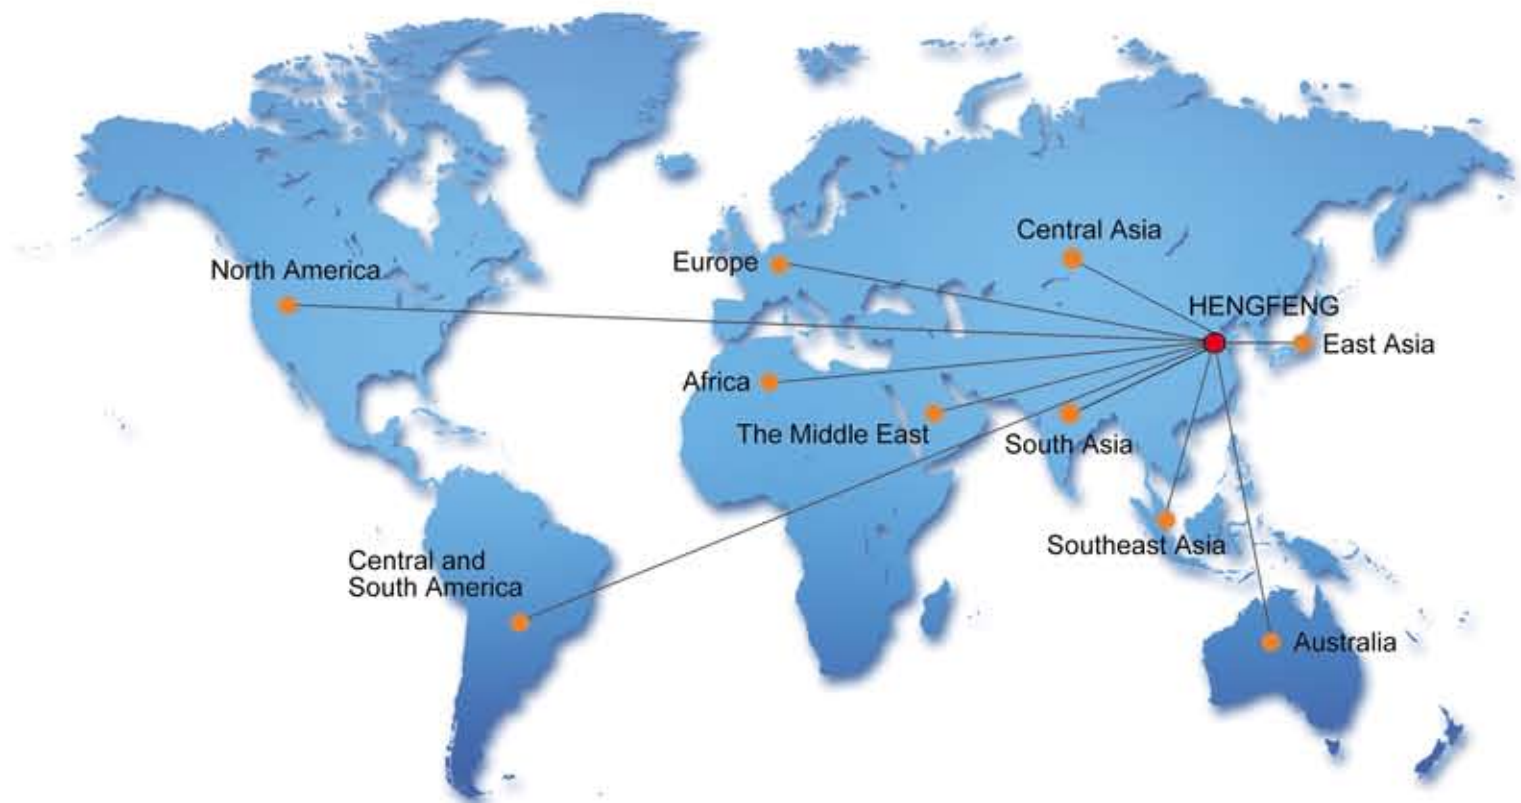 Central Asia
Europe
North America
HENGFENG
East Asia
Africa
The Middle East
South Asia
Southeast Asia
Central and
South America
Australia